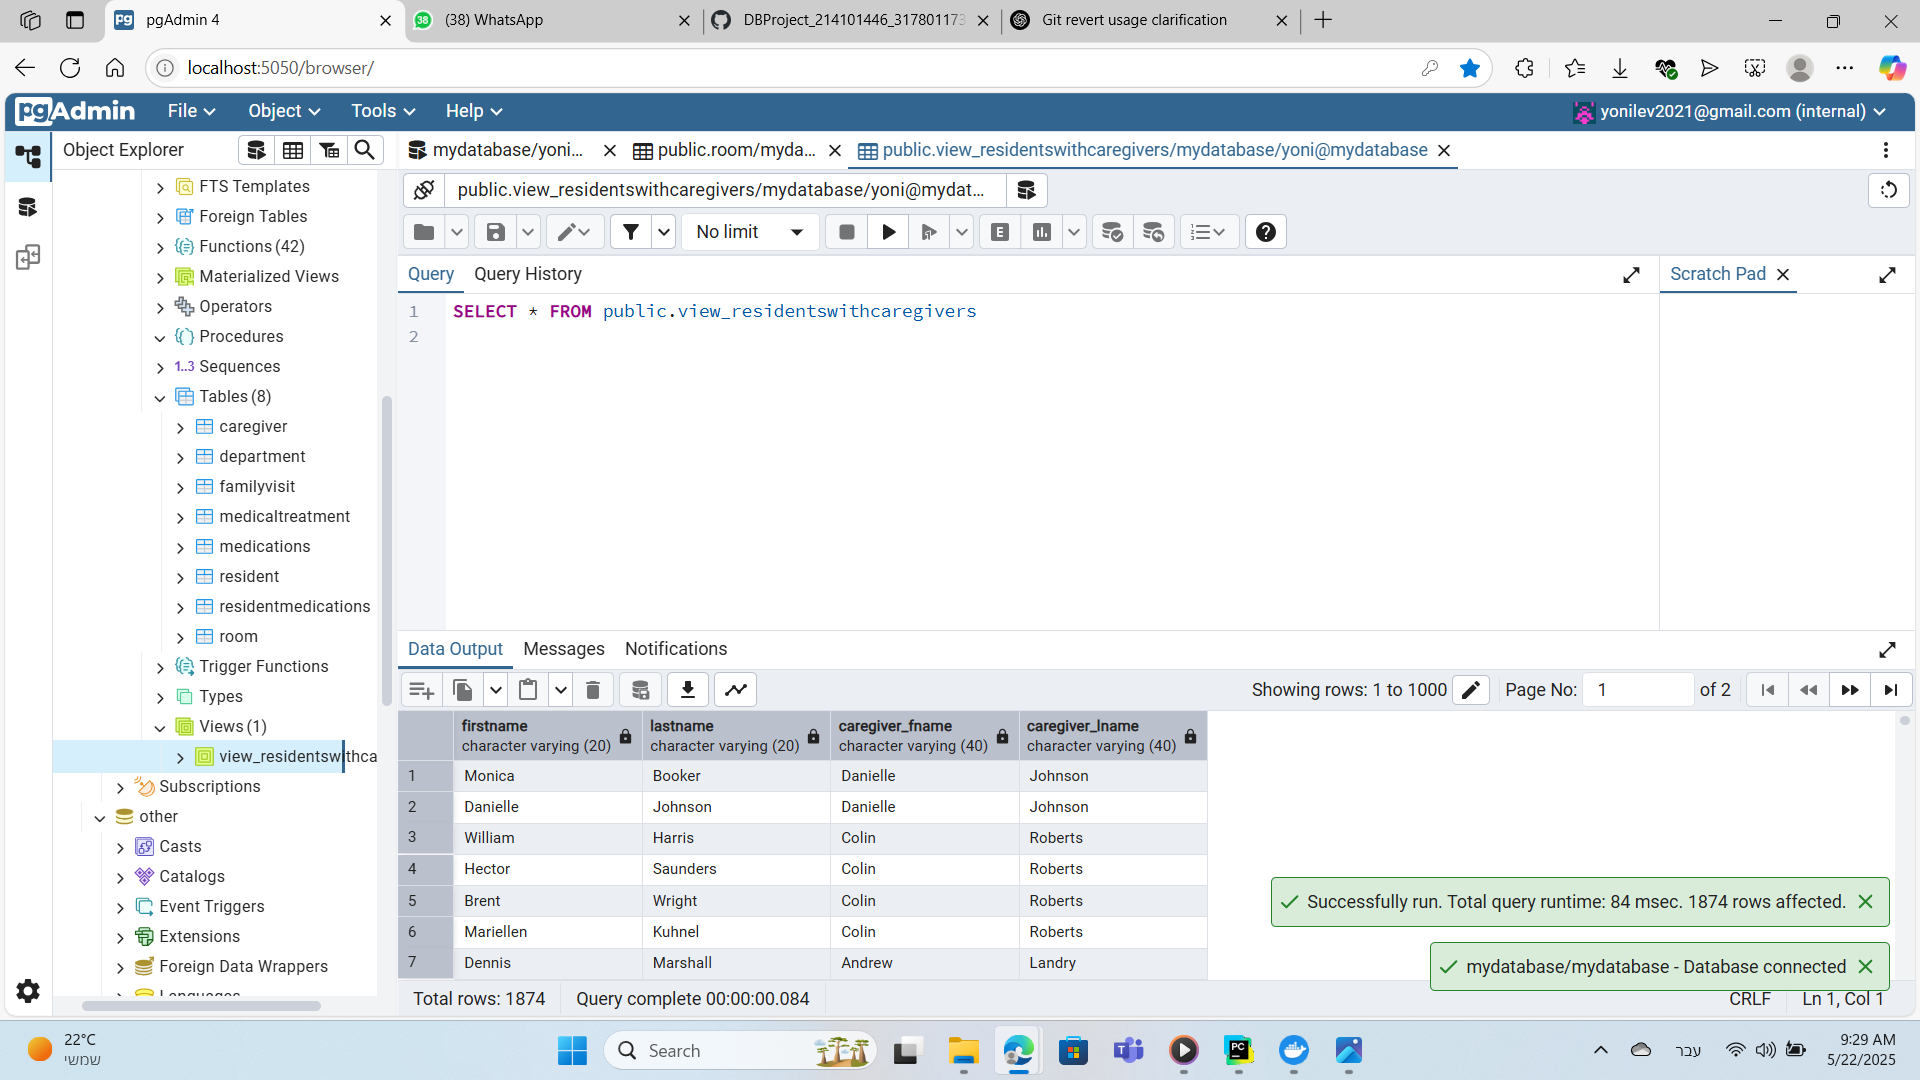 pgAdmin 4
(38) WhatsApp
DBProject_214101446_317801173
Git revert usage clarification
localhost:5050/browser/
pgAdmin
File
Object
Tools
Help
yonilev2021@gmail.com (internal)
Object Explorer
mydatabase/yoni...
public.room/myda...
public.view_residentswithcaregivers/mydatabase/yoni@mydatabase
public.view_residentswithcaregivers/mydatabase/yoni@mydat...
No limit
FTS Templates
Foreign Tables
Functions (42)
Materialized Views
Operators
Procedures
1..3 Sequences
Tables (8)
caregiver
department
familyvisit
medicaltreatment
medications
resident
residentmedications
room
Trigger Functions
Types
Views (1)
view_residentswithca
Subscriptions
other
Casts
Catalogs
Event Triggers
Extensions
Foreign Data Wrappers
Languages
Query
Query History
Scratch Pad
1 SELECT * FROM public.view_residentswithcaregivers
2
Data Output
Messages
Notifications
Showing rows: 1 to 1000
Page No: 1 of 2
firstname lastname caregiver_fname caregiver_lname
character varying (20) character varying (20) character varying (40) character varying (40)
1 Monica Booker Danielle Johnson
2 Danielle Johnson Danielle Johnson
3 William Harris Colin Roberts
4 Hector Saunders Colin Roberts
5 Brent Wright Colin Roberts
6 Mariellen Kuhnel Colin Roberts
7 Dennis Marshall Andrew Landry
Successfully run. Total query runtime: 84 msec. 1874 rows affected.
mydatabase/mydatabase - Database connected
Total rows: 1874
Query complete 00:00:00.084
CRLF
Ln 1, Col 1
22°C
שמשי
Search
עבר
9:29 AM
5/22/2025